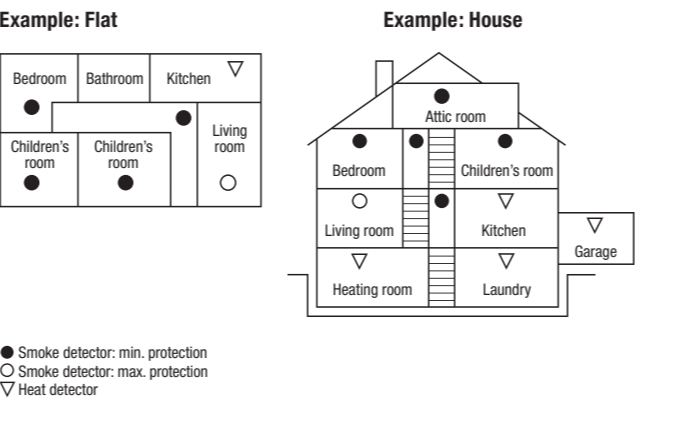 Example: Flat
Bedroom
Bathroom
Kitchen
Children's
room
Children's
room
Living
room
Example: House
Attic room
Bedroom
Children's room
Living room
Kitchen
Garage
Heating room
Laundry
Smoke detector: min. protection
Smoke detector: max. protection
Heat detector